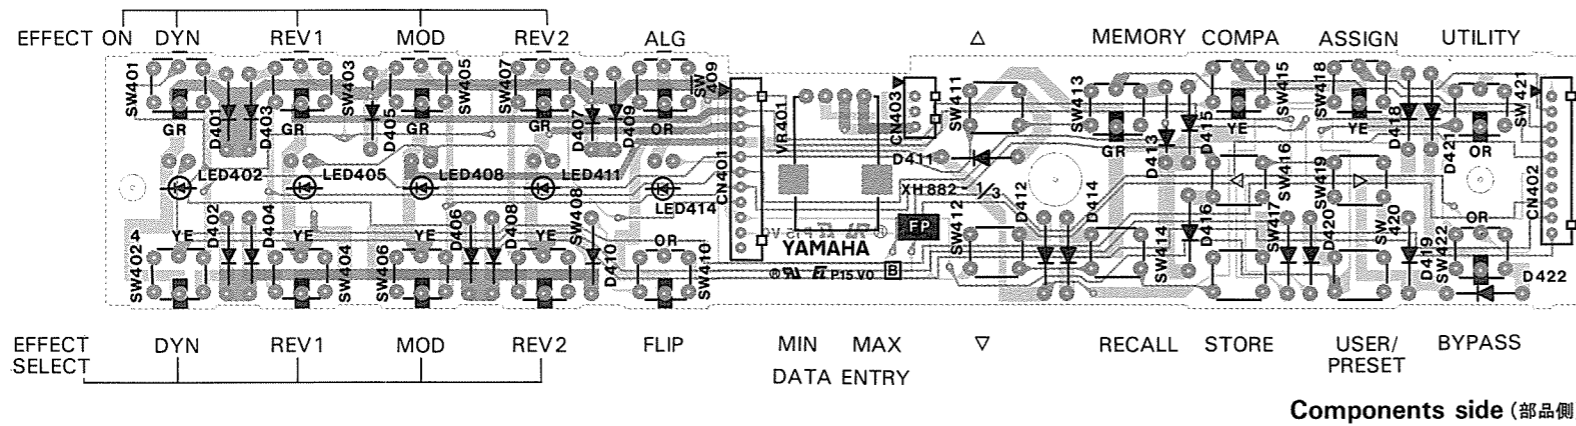 EFFECT ON DYN REV1 MOD REV2 ALG △ MEMORY COMPA ASSIGN UTILITY
SW401 SW403 SW405 SW407 SW409 SW411 SW413 SW415 SW418 SW421
GR D401 D403 GR D405 GR GR D407 D409 OR VR401 CN403 GR D413 D415 YE YE D418 D421 OR
CN401 D411 SW416 SW419 CN402
LED402 LED405 LED408 LED411 LED414 XH882-1/3 ◁ ▷
D402 D404 D406 D408 SW408 D410 SW412 D412 D414 D416 SW417 D420 SW420 D419 SW422
4 YE YE YE YE OR FP OR
SW402 SW404 SW406 SW410 YAMAHA SW414 D422
P15 V0 B
EFFECT SELECT DYN REV1 MOD REV2 FLIP MIN MAX ▽ RECALL STORE USER/PRESET BYPASS
DATA ENTRY
Components side (部品側